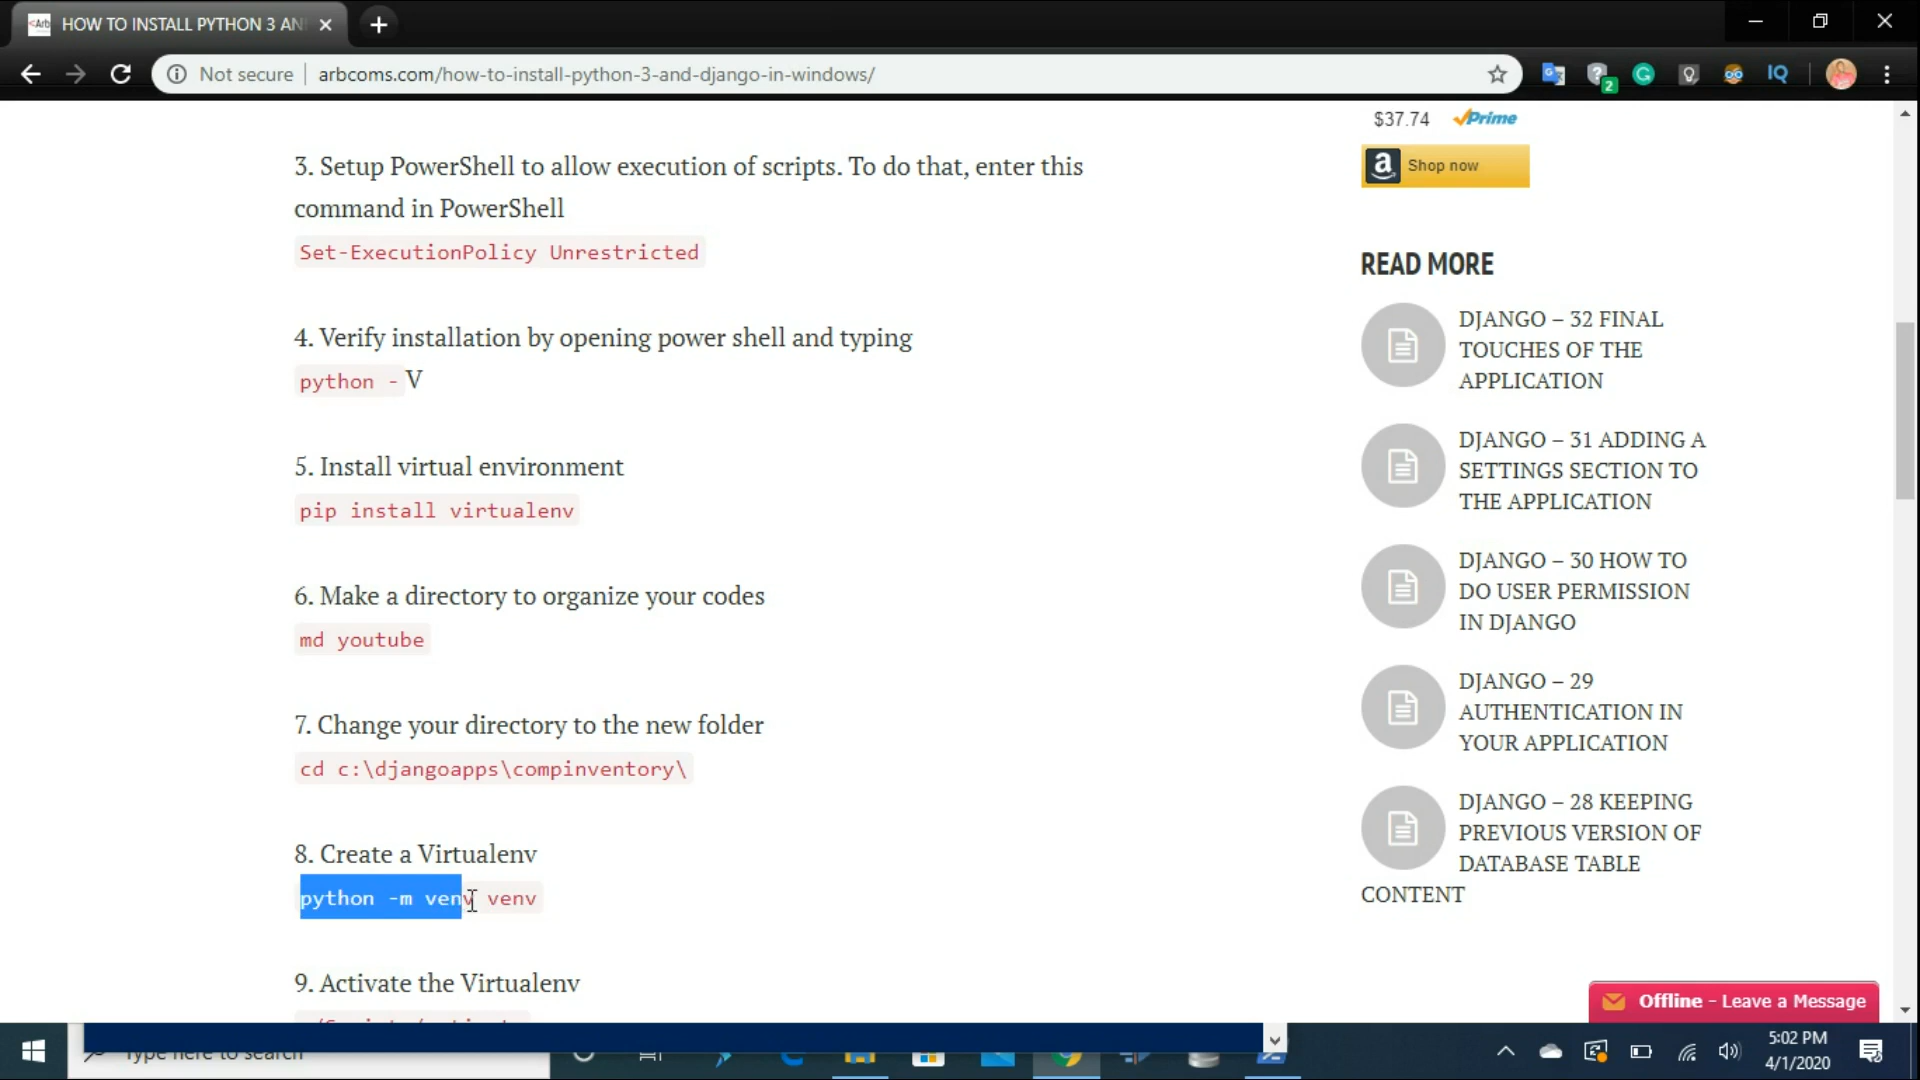 <Arb
HOW TO INSTALL PYTHON 3 AN
Not secure
arbcoms.com/how-to-install-python-3-and-django-in-windows/
2
IQ
3. Setup PowerShell to allow execution of scripts. To do that, enter this
command in PowerShell
Set-ExecutionPolicy Unrestricted
4. Verify installation by opening power shell and typing
python -V
5. Install virtual environment
pip install virtualenv
6. Make a directory to organize your codes
md youtube
7. Change your directory to the new folder
cd c:\djangoapps\compinventory\
8. Create a Virtualenv
python -m venv venv
9. Activate the Virtualenv
$37.74 Prime
Shop now
READ MORE
DJANGO – 32 FINAL
TOUCHES OF THE
APPLICATION
DJANGO – 31 ADDING A
SETTINGS SECTION TO
THE APPLICATION
DJANGO – 30 HOW TO
DO USER PERMISSION
IN DJANGO
DJANGO – 29
AUTHENTICATION IN
YOUR APPLICATION
DJANGO – 28 KEEPING
PREVIOUS VERSION OF
DATABASE TABLE
CONTENT
Offline - Leave a Message
Type here to search
5:02 PM
4/1/2020